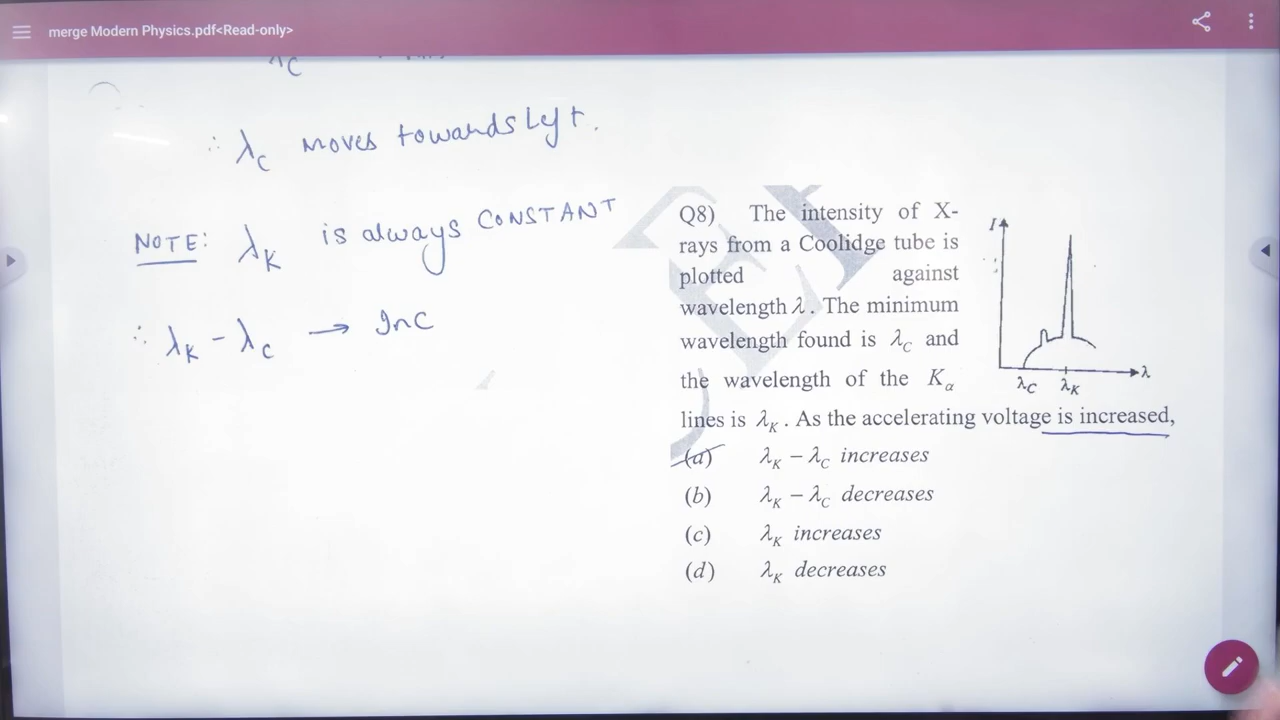 merge Modern Physics.pdf<Read-only>
λC
∴ λC moves towards Left.
NOTE: λK is always CONSTANT
∴ λK - λC → Inc
Q8) The intensity of X-
rays from a Coolidge tube is
plotted against
wavelength λ. The minimum
wavelength found is λC and
the wavelength of the Kα
lines is λK. As the accelerating voltage is increased,
(a) λK − λC increases
(b) λK − λC decreases
(c) λK increases
(d) λK decreases
I
λC λK λ